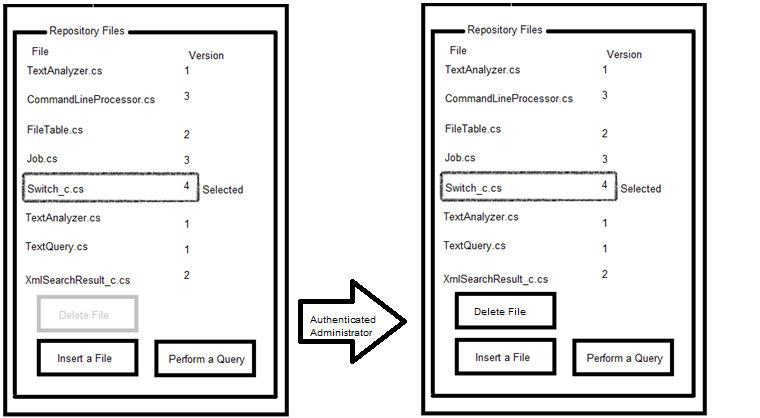 Repository Files
File Version
TextAnalyzer.cs 1
CommandLineProcessor.cs 3
FileTable.cs 2
Job.cs 3
Switch_c.cs 4 Selected
TextAnalyzer.cs 1
TextQuery.cs 1
XmlSearchResult_c.cs 2
Delete File
Insert a File Perform a Query
Authenticated
Administrator
Repository Files
File Version
TextAnalyzer.cs 1
CommandLineProcessor.cs 3
FileTable.cs 2
Job.cs 3
Switch_c.cs 4 Selected
TextAnalyzer.cs 1
TextQuery.cs 1
XmlSearchResult_c.cs 2
Delete File
Insert a File Perform a Query